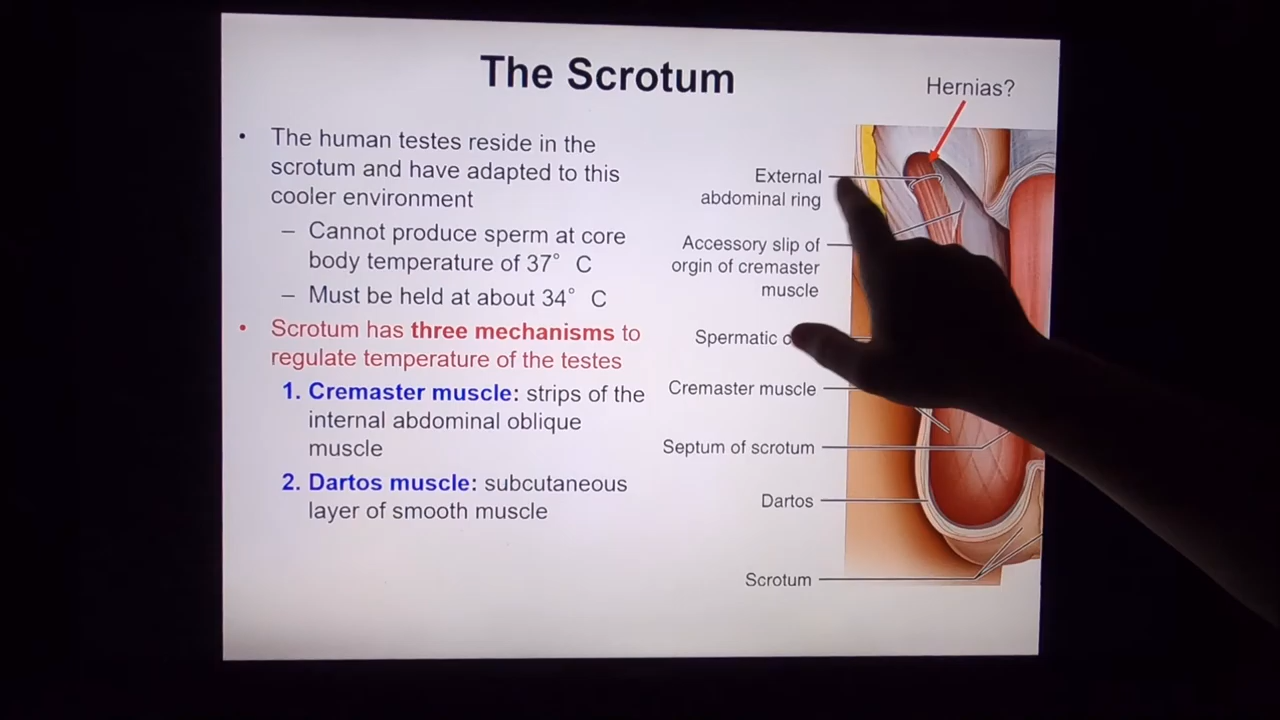 The Scrotum
Hernias?
• The human testes reside in the
scrotum and have adapted to this
cooler environment
– Cannot produce sperm at core
body temperature of 37° C
– Must be held at about 34° C
• Scrotum has three mechanisms to
regulate temperature of the testes
1. Cremaster muscle: strips of the
internal abdominal oblique
muscle
2. Dartos muscle: subcutaneous
layer of smooth muscle
External
abdominal ring
Accessory slip of
orgin of cremaster
muscle
Spermatic
Cremaster muscle
Septum of scrotum
Dartos
Scrotum